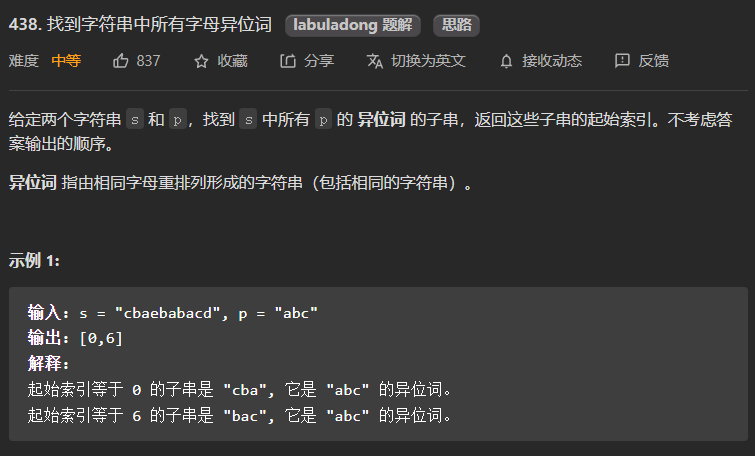 438. 找到字符串中所有字母异位词 labuladong 题解 思路
难度 中等 837 收藏 分享 切换为英文 接收动态 反馈
给定两个字符串 s 和 p，找到 s 中所有 p 的 异位词 的子串，返回这些子串的起始索引。不考虑答
案输出的顺序。
异位词 指由相同字母重排列形成的字符串（包括相同的字符串）。
示例 1:
输入: s = "cbaebabacd", p = "abc"
输出: [0,6]
解释:
起始索引等于 0 的子串是 "cba", 它是 "abc" 的异位词。
起始索引等于 6 的子串是 "bac", 它是 "abc" 的异位词。